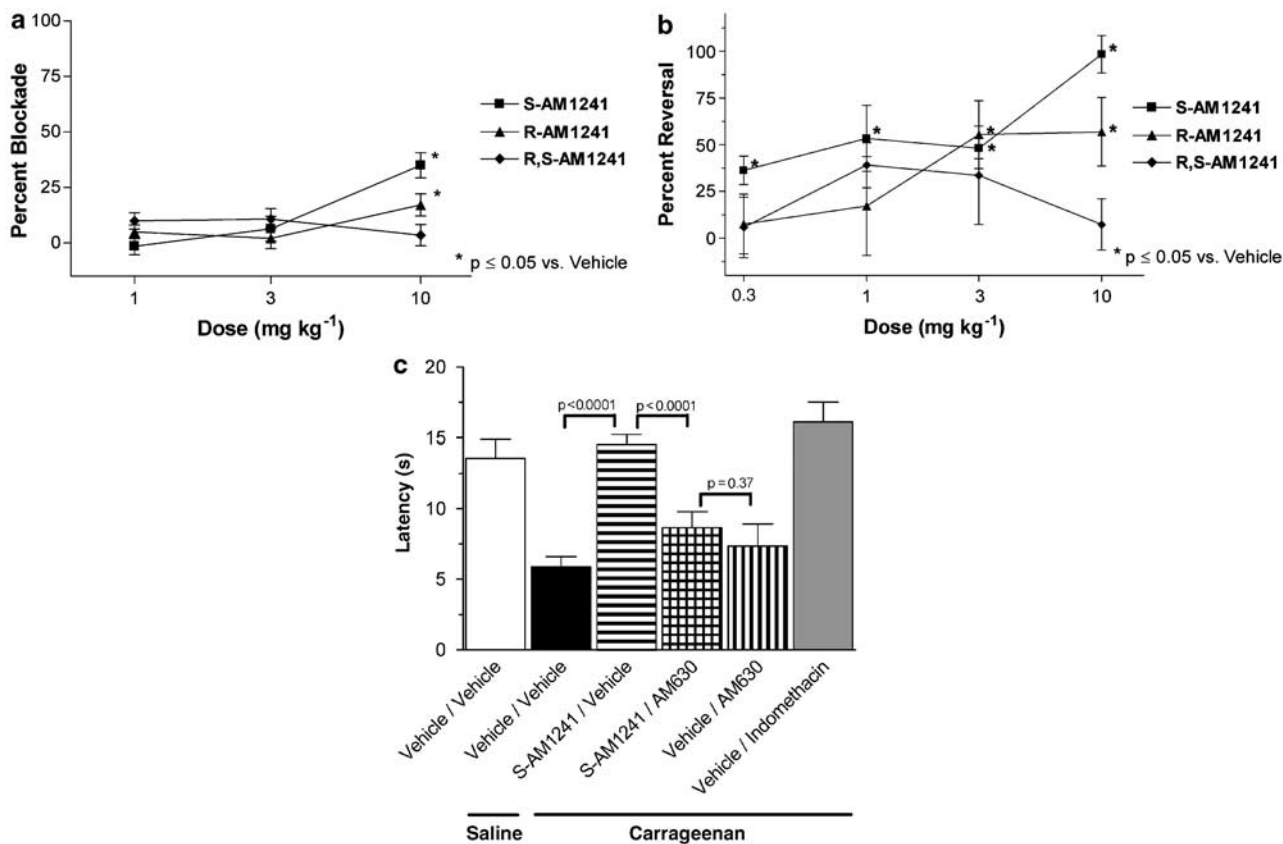 a
100
75
50
25
0
Percent Blockade
S-AM1241
R-AM1241
R,S-AM1241
*
*
* p ≤ 0.05 vs. Vehicle
1
3
10
Dose (mg kg⁻¹)
b
100
75
50
25
0
Percent Reversal
S-AM1241
R-AM1241
R,S-AM1241
*
*
*
*
*
*
* p ≤ 0.05 vs. Vehicle
0.3
1
3
10
Dose (mg kg⁻¹)
c
20
15
10
5
0
Latency (s)
p<0.0001
p<0.0001
p = 0.37
Vehicle / Vehicle
Vehicle / Vehicle
S-AM1241 / Vehicle
S-AM1241 / AM630
Vehicle / AM630
Vehicle / Indomethacin
Saline
Carrageenan